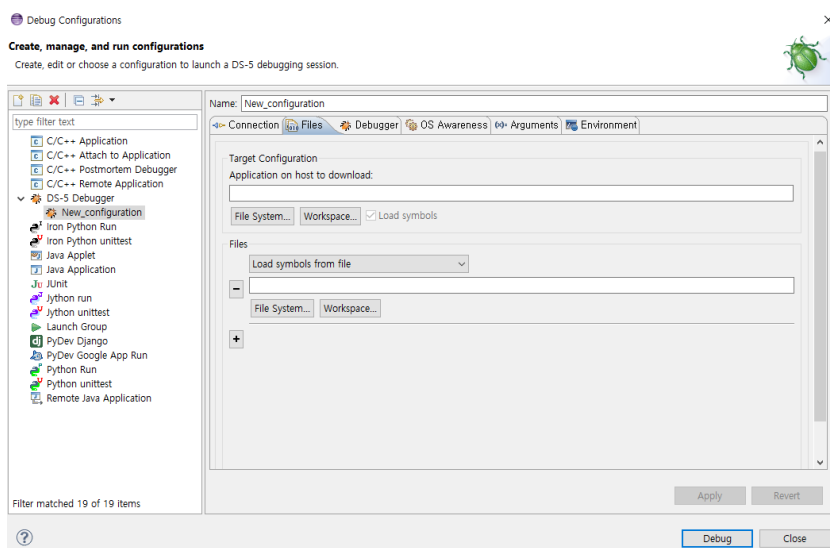 Debug Configurations
Create, manage, and run configurations
Create, edit or choose a configuration to launch a DS-5 debugging session.
type filter text
C/C++ Application
C/C++ Attach to Application
C/C++ Postmortem Debugger
C/C++ Remote Application
DS-5 Debugger
New_configuration
Iron Python Run
Iron Python unittest
Java Applet
Java Application
Ju JUnit
Jython run
Jython unittest
Launch Group
dj PyDev Django
PyDev Google App Run
Python Run
Python unittest
Remote Java Application
Filter matched 19 of 19 items
Name: New_configuration
Connection Files Debugger OS Awareness Arguments Environment
Target Configuration
Application on host to download:
File System... Workspace... Load symbols
Files
Load symbols from file
File System... Workspace...
Apply Revert
Debug Close